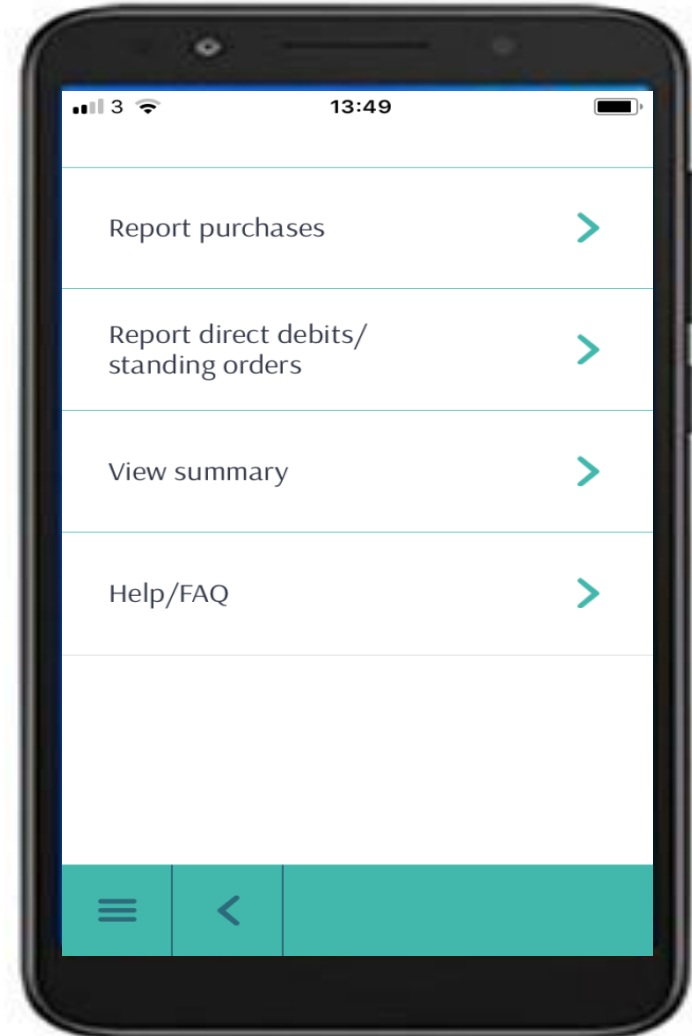 3
13:49
Report purchases
Report direct debits/
standing orders
View summary
Help/FAQ